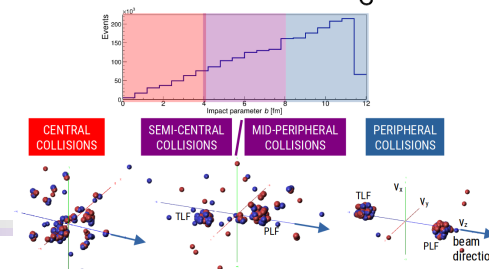 ×10³
Events
200
150
100
50
0
0 2 4 6 8 10 12
Impact parameter b [fm]
CENTRAL
COLLISIONS
SEMI-CENTRAL
COLLISIONS
/
MID-PERIPHERAL
COLLISIONS
PERIPHERAL
COLLISIONS
TLF
PLF
TLF
Vx
Vy
Vz
PLF
beam
directio